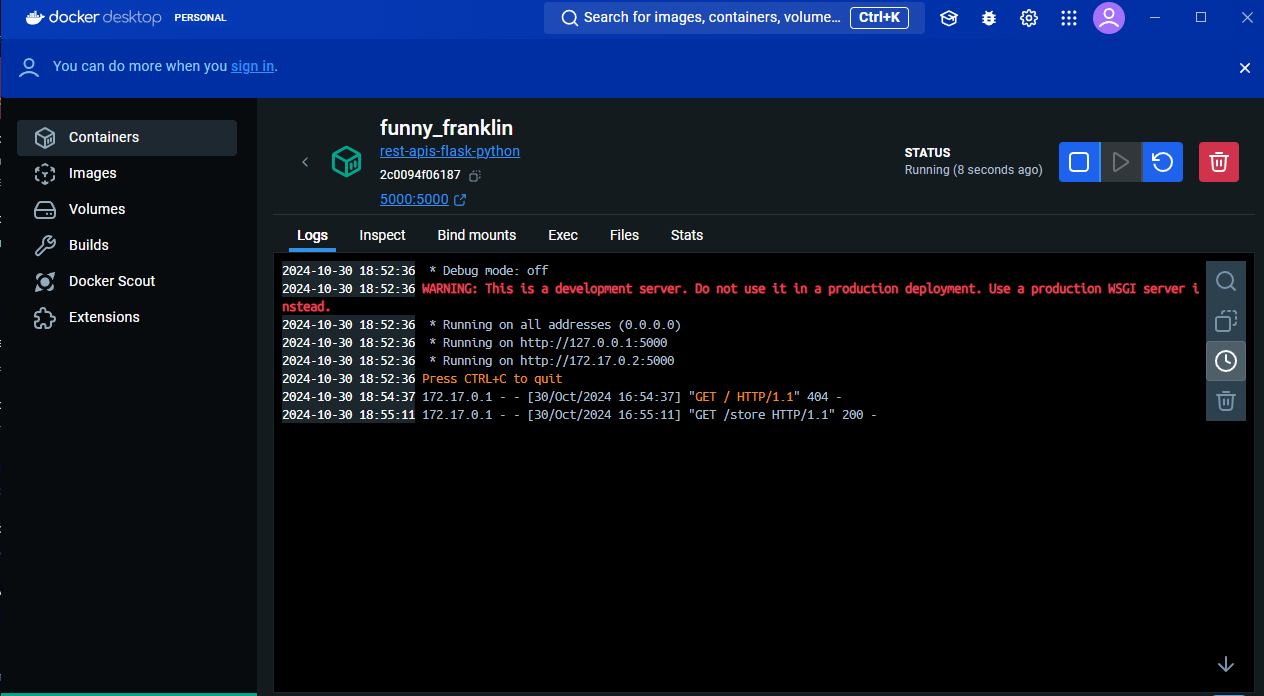 docker desktop PERSONAL
Search for images, containers, volume... Ctrl+K
You can do more when you sign in.
Containers
Images
Volumes
Builds
Docker Scout
Extensions
funny_franklin
rest-apis-flask-python
2c0094f06187
5000:5000
STATUS
Running (8 seconds ago)
Logs Inspect Bind mounts Exec Files Stats
2024-10-30 18:52:36 * Debug mode: off
2024-10-30 18:52:36 WARNING: This is a development server. Do not use it in a production deployment. Use a production WSGI server i
nstead.
2024-10-30 18:52:36 * Running on all addresses (0.0.0.0)
2024-10-30 18:52:36 * Running on http://127.0.0.1:5000
2024-10-30 18:52:36 * Running on http://172.17.0.2:5000
2024-10-30 18:52:36 Press CTRL+C to quit
2024-10-30 18:54:37 172.17.0.1 - - [30/Oct/2024 16:54:37] "GET / HTTP/1.1" 404 -
2024-10-30 18:55:11 172.17.0.1 - - [30/Oct/2024 16:55:11] "GET /store HTTP/1.1" 200 -